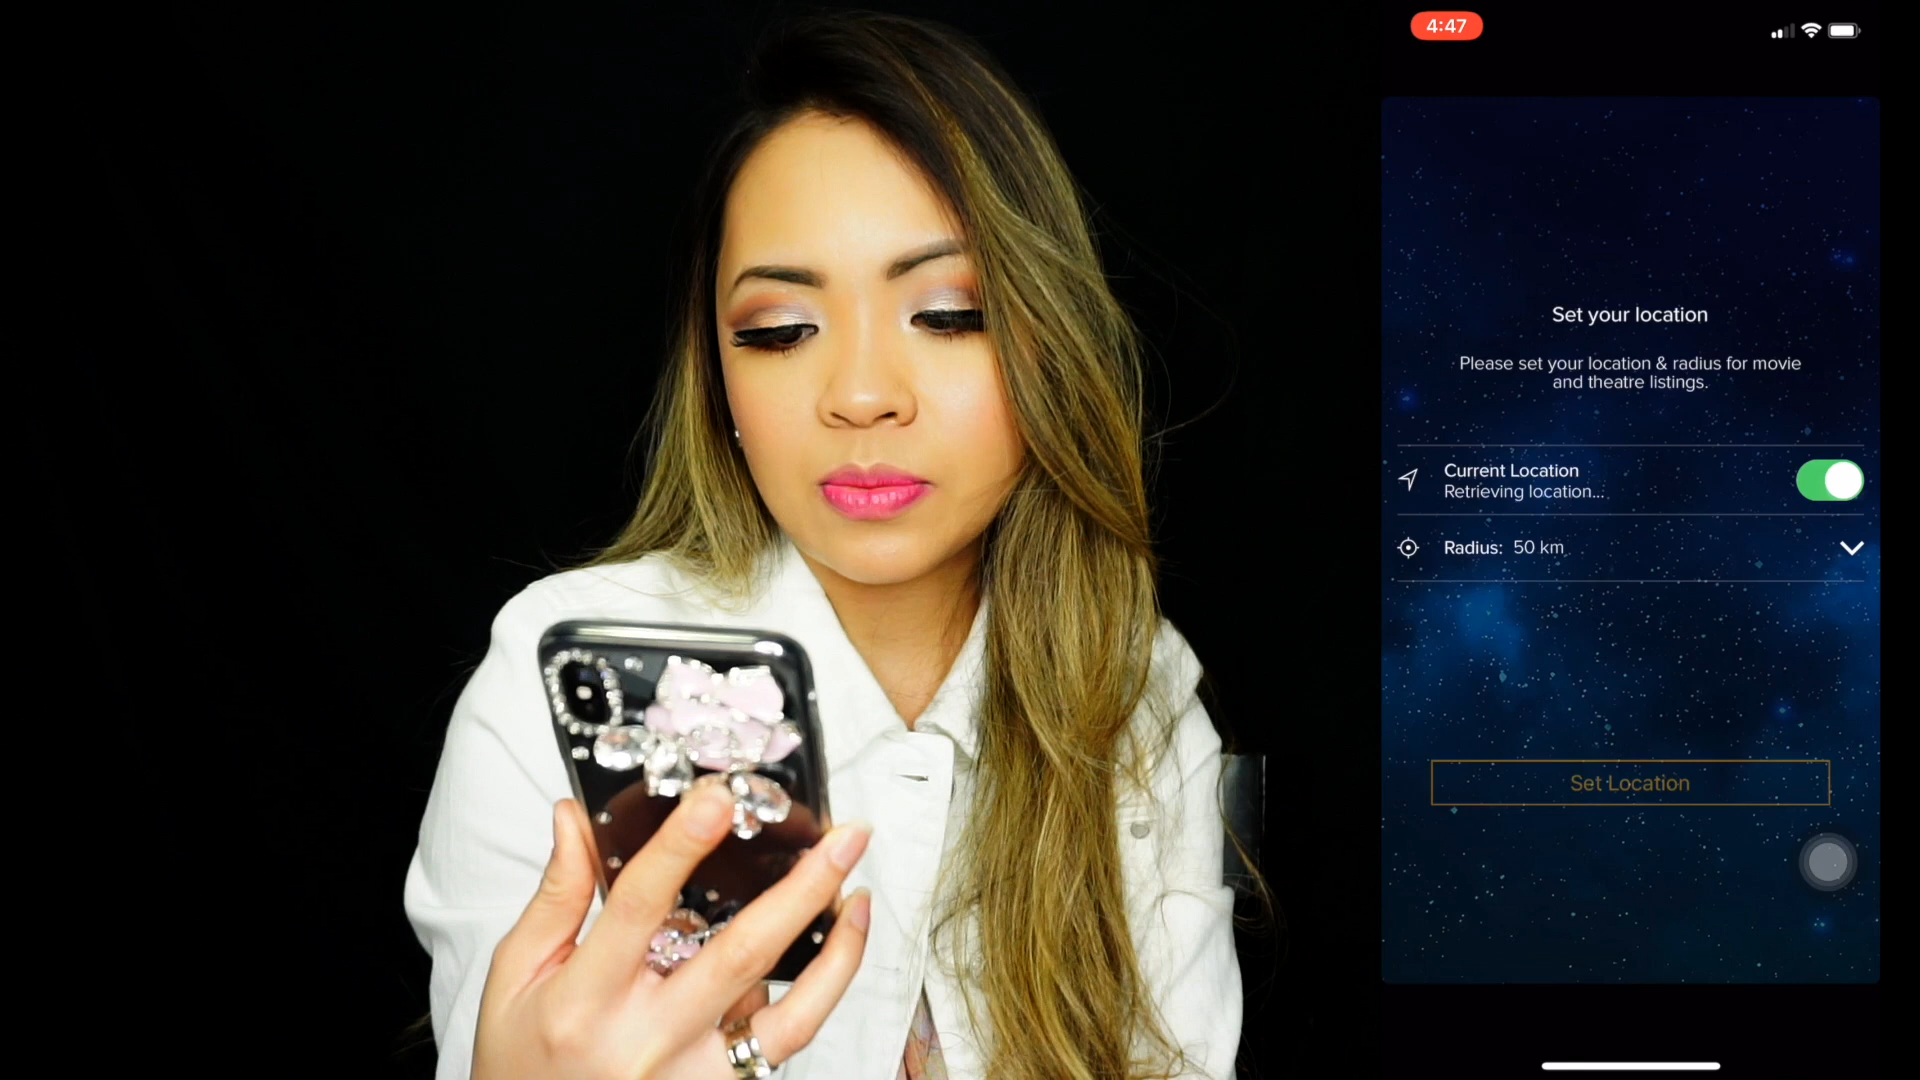 4:47
Set your location
Please set your location & radius for movie
and theatre listings.
Current Location
Retrieving location...
Radius: 50 km
Set Location